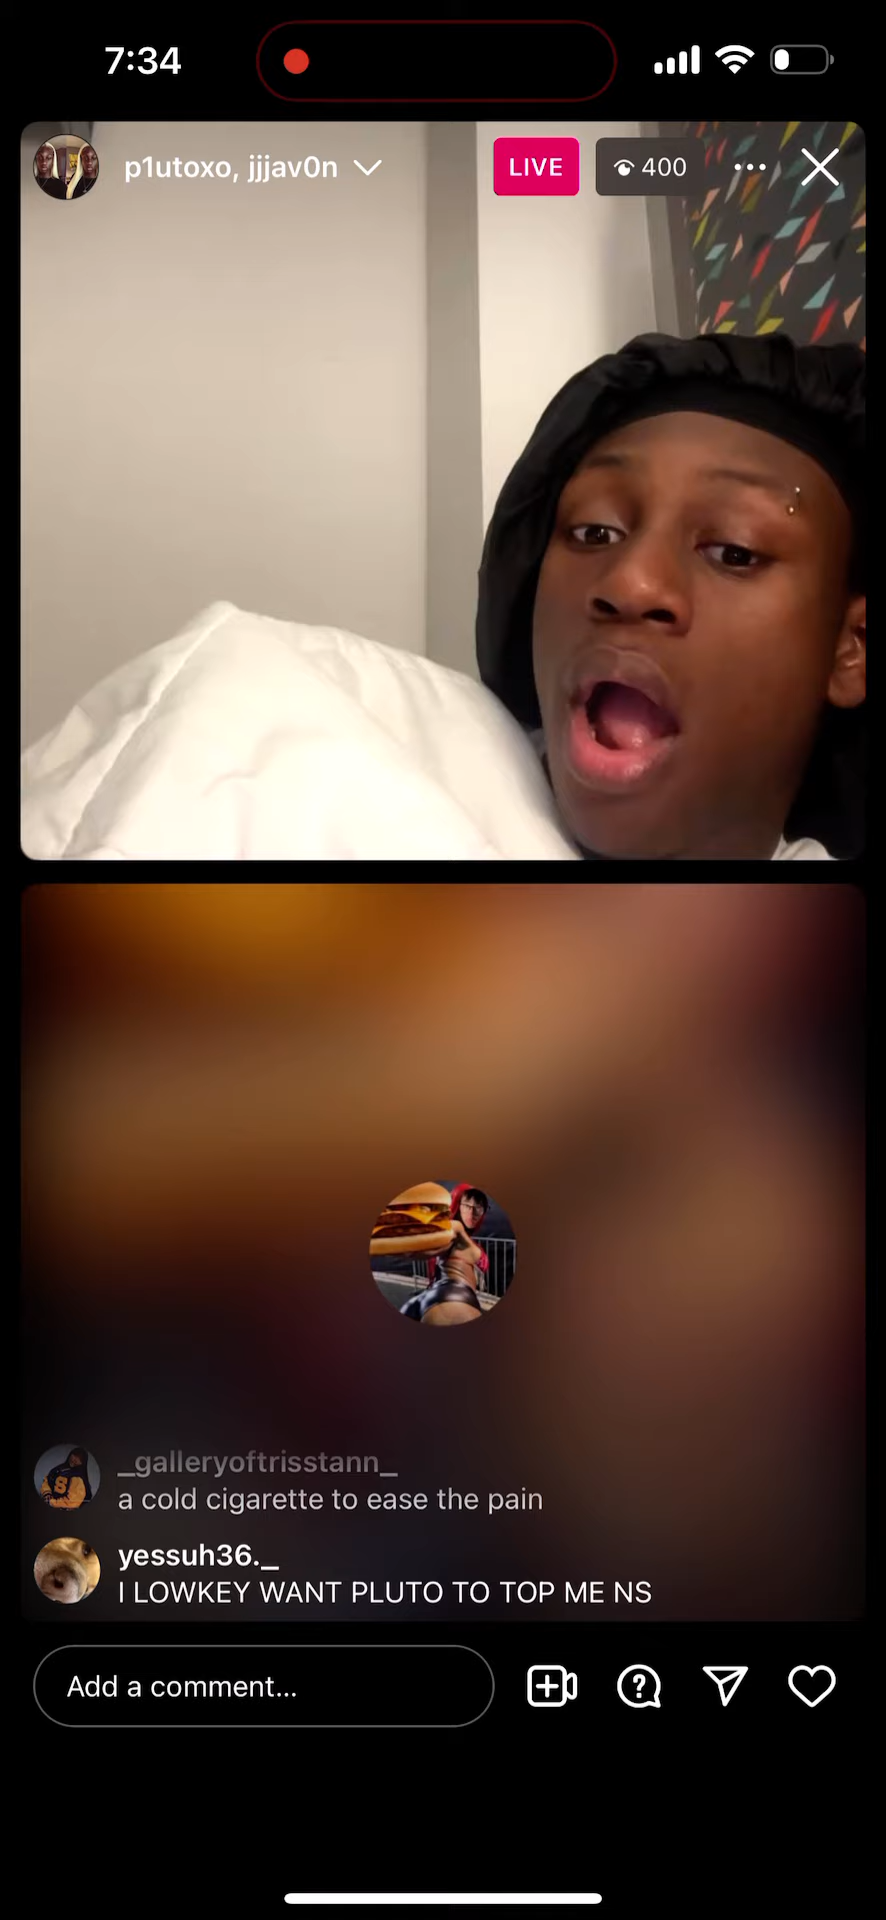 7:34
p1utoxo, jjjav0n
LIVE
400
_galleryoftrisstann_
a cold cigarette to ease the pain
yessuh36._
I LOWKEY WANT PLUTO TO TOP ME NS
Add a comment...